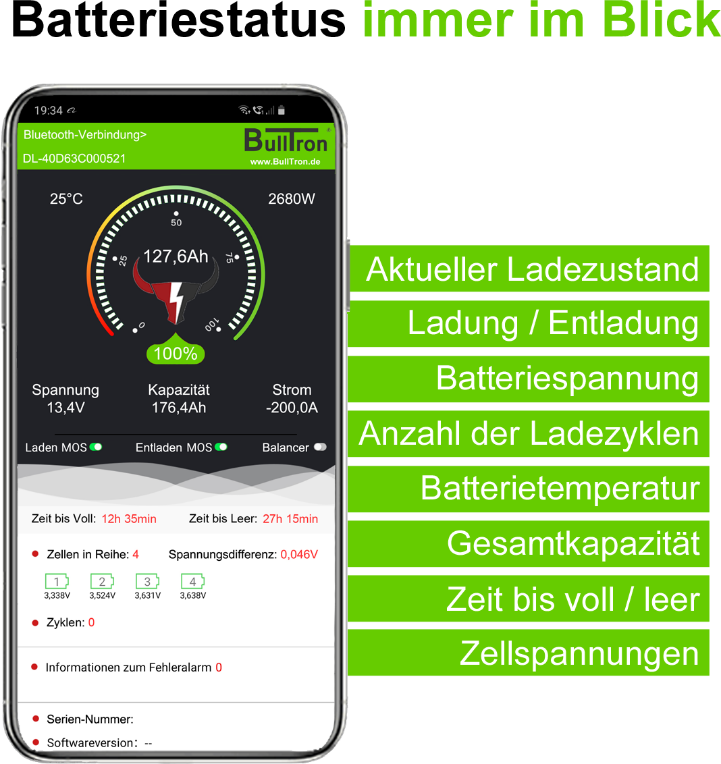 Batteriestatus immer im Blick
19:34
Bluetooth-Verbindung>
DL-40D63C000521
BullTron®
www.BullTron.de
25°C
2680W
0
25
50
75
100
127,6Ah
100%
Spannung
13,4V
Kapazität
176,4Ah
Strom
-200,0A
Laden MOS
Entladen MOS
Balancer
Zeit bis Voll: 12h 35min
Zeit bis Leer: 27h 15min
Zellen in Reihe: 4
Spannungsdifferenz: 0,046V
1
2
3
4
3,338V
3,524V
3,631V
3,638V
Zyklen: 0
Informationen zum Fehleralarm 0
Serien-Nummer:
Softwareversion: --
Aktueller Ladezustand
Ladung / Entladung
Batteriespannung
Anzahl der Ladezyklen
Batterietemperatur
Gesamtkapazität
Zeit bis voll / leer
Zellspannungen